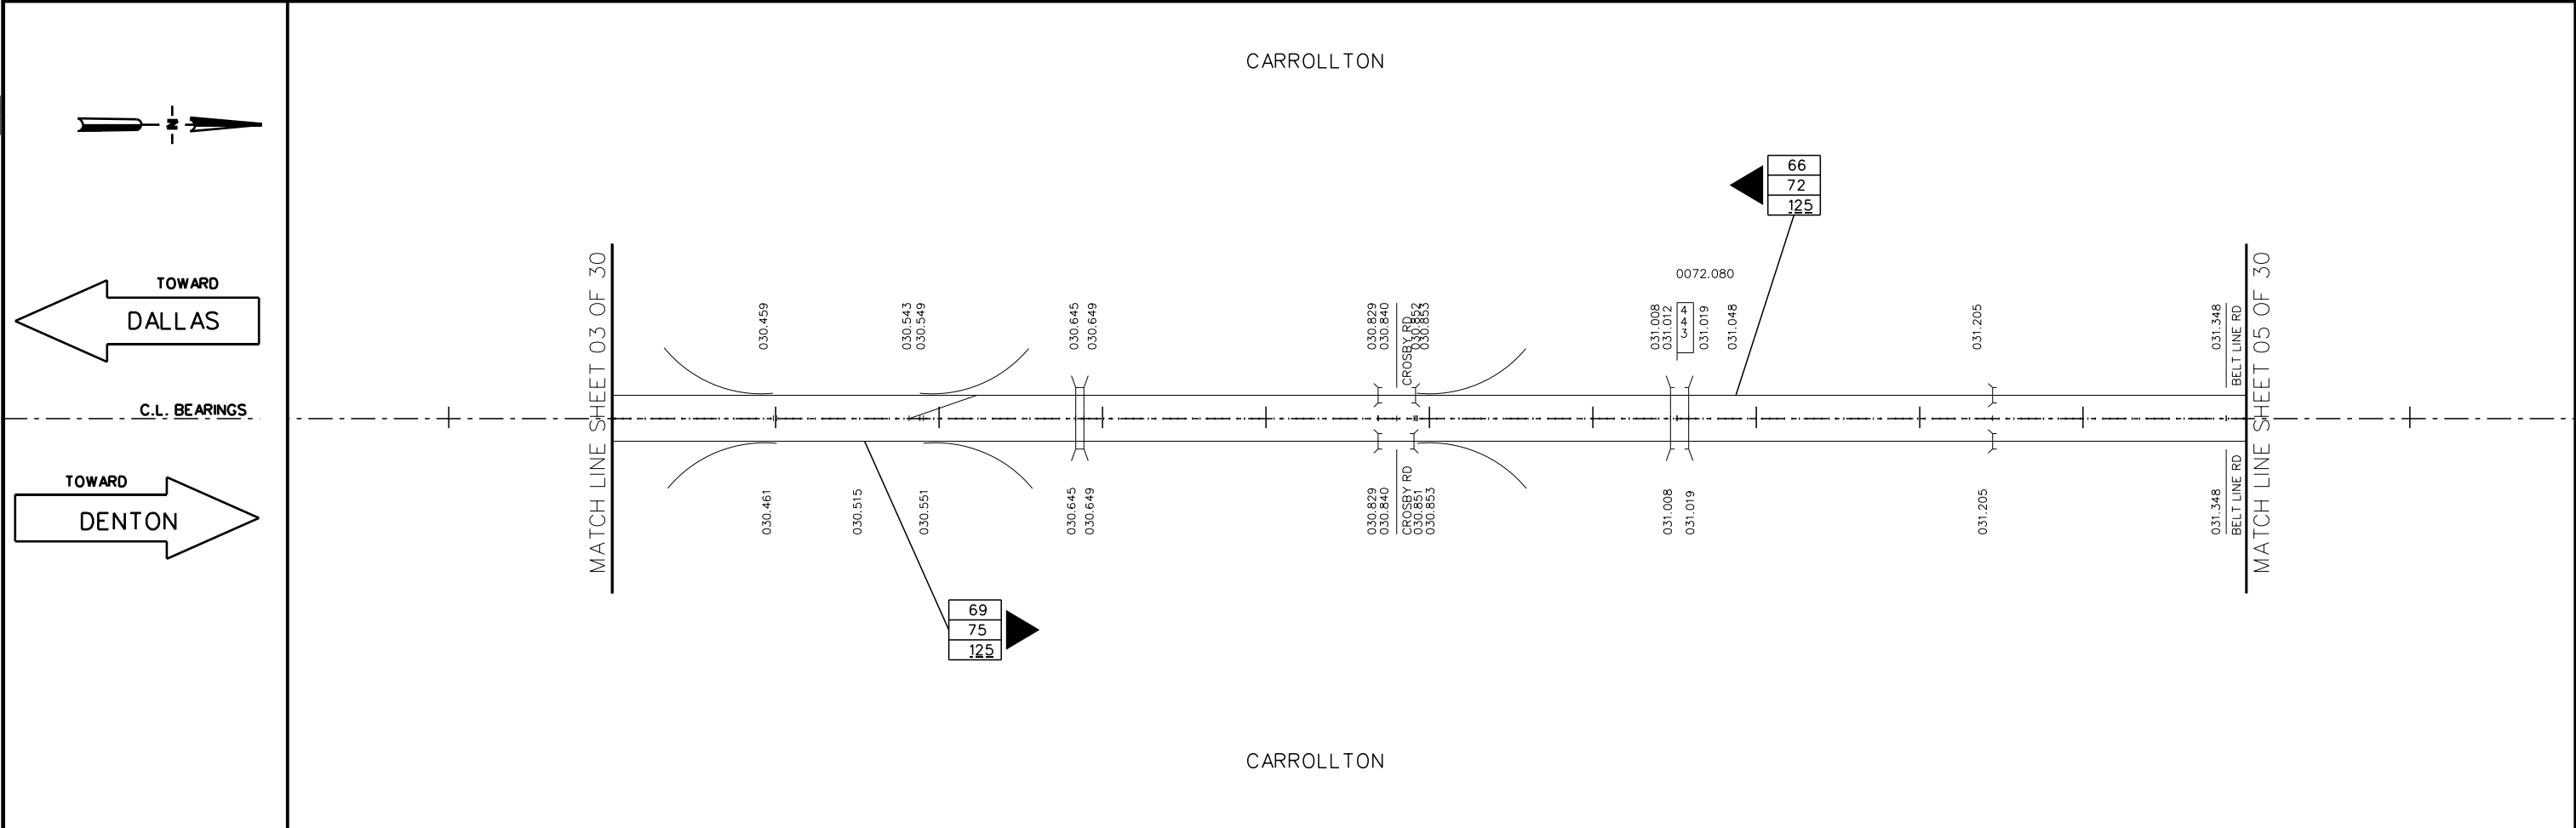 CARROLLTON
N
TOWARD
DALLAS
C.L. BEARINGS
TOWARD
DENTON
MATCH LINE SHEET 03 OF 30
66
72
125
0072.080
030.459
030.543
030.549
030.645
030.649
030.829
030.840
CROSBY RD
030.852
030.853
031.008
031.012
443
031.019
031.048
031.205
031.348
BELT LINE RD
030.461
030.515
030.551
030.645
030.649
030.829
030.840
CROSBY RD
030.851
030.853
031.008
031.019
031.205
031.348
BELT LINE RD
MATCH LINE SHEET 05 OF 30
69
75
125
CARROLLTON